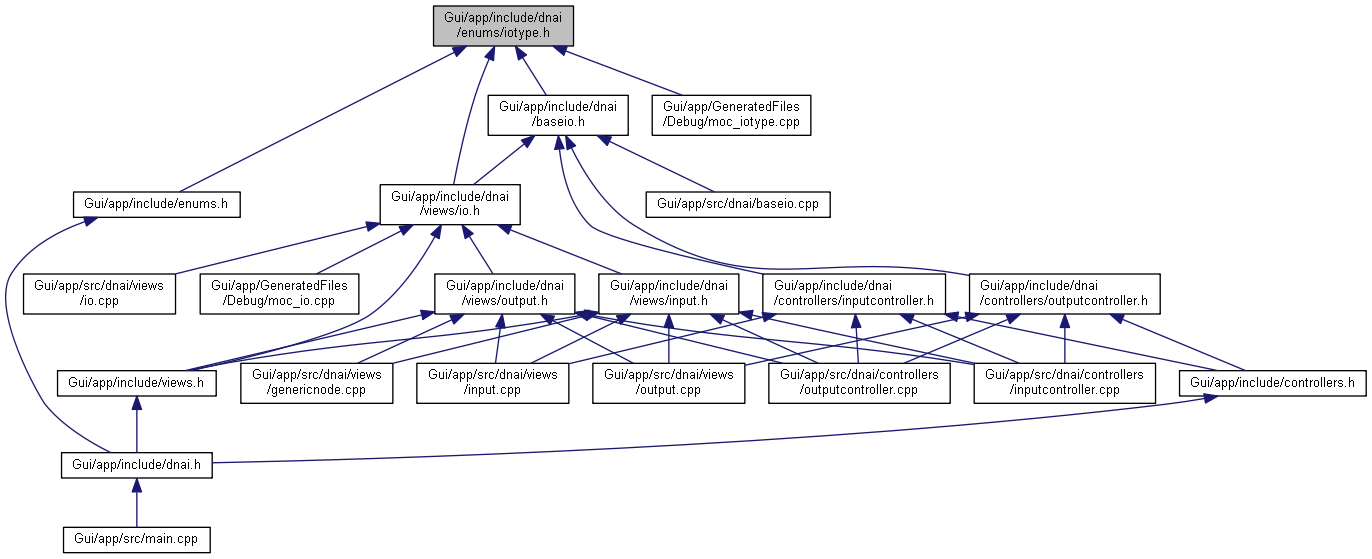 Gui/app/include/dnai
/enums/iotype.h
Gui/app/include/dnai
/baseio.h
Gui/app/GeneratedFiles
/Debug/moc_iotype.cpp
Gui/app/include/enums.h
Gui/app/include/dnai
/views/io.h
Gui/app/src/dnai/baseio.cpp
Gui/app/src/dnai/views
/io.cpp
Gui/app/GeneratedFiles
/Debug/moc_io.cpp
Gui/app/include/dnai
/views/output.h
Gui/app/include/dnai
/views/input.h
Gui/app/include/dnai
/controllers/inputcontroller.h
Gui/app/include/dnai
/controllers/outputcontroller.h
Gui/app/include/views.h
Gui/app/src/dnai/views
/genericnode.cpp
Gui/app/src/dnai/views
/input.cpp
Gui/app/src/dnai/views
/output.cpp
Gui/app/src/dnai/controllers
/outputcontroller.cpp
Gui/app/src/dnai/controllers
/inputcontroller.cpp
Gui/app/include/controllers.h
Gui/app/include/dnai.h
Gui/app/src/main.cpp